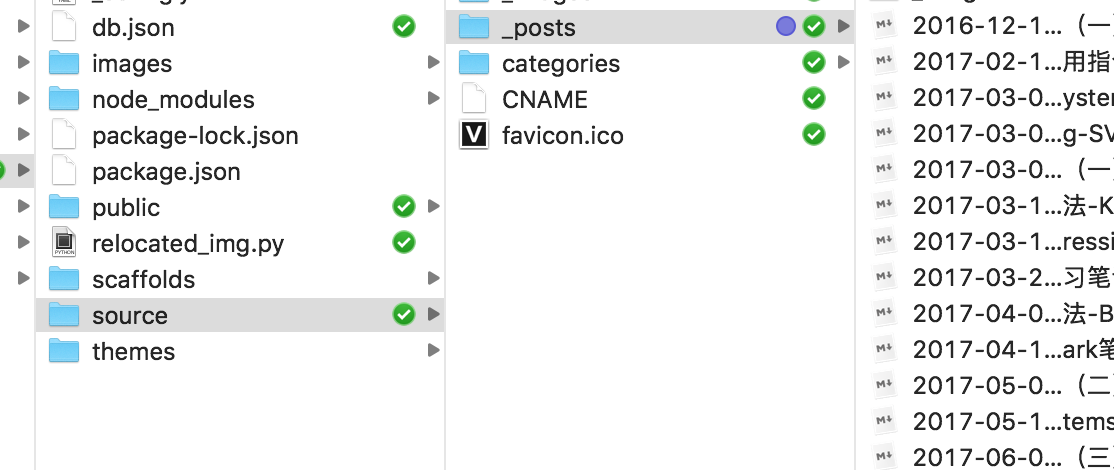 db.json
images
node_modules
package-lock.json
package.json
public
relocated_img.py
scaffolds
source
themes
_posts
categories
CNAME
favicon.ico
2016-12-1...（一
2017-02-1...用指
2017-03-0...yster
2017-03-0...g-SV
2017-03-0...（一
2017-03-1...法-K
2017-03-1...ressi
2017-03-2...习笔
2017-04-0...法-B
2017-04-1...ark笔
2017-05-0...（二
2017-05-1...tems
2017-06-0...（三